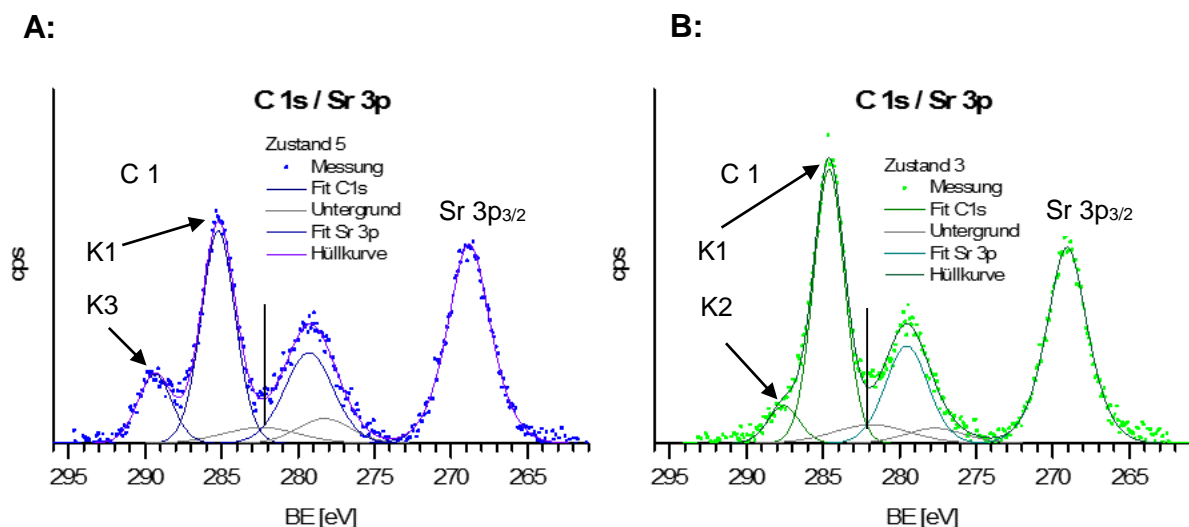 A:
C 1s / Sr 3p
Zustand 5
Messung
Fit C1s
Untergrund
Fit Sr 3p
Hüllkurve
C 1
K1
K3
Sr 3p3/2
cps
295 290 285 280 275 270 265
BE [eV]
B:
C 1s / Sr 3p
Zustand 3
Messung
Fit C1s
Untergrund
Fit Sr 3p
Hüllkurve
C 1
K1
K2
Sr 3p3/2
cps
295 290 285 280 275 270 265
BE [eV]